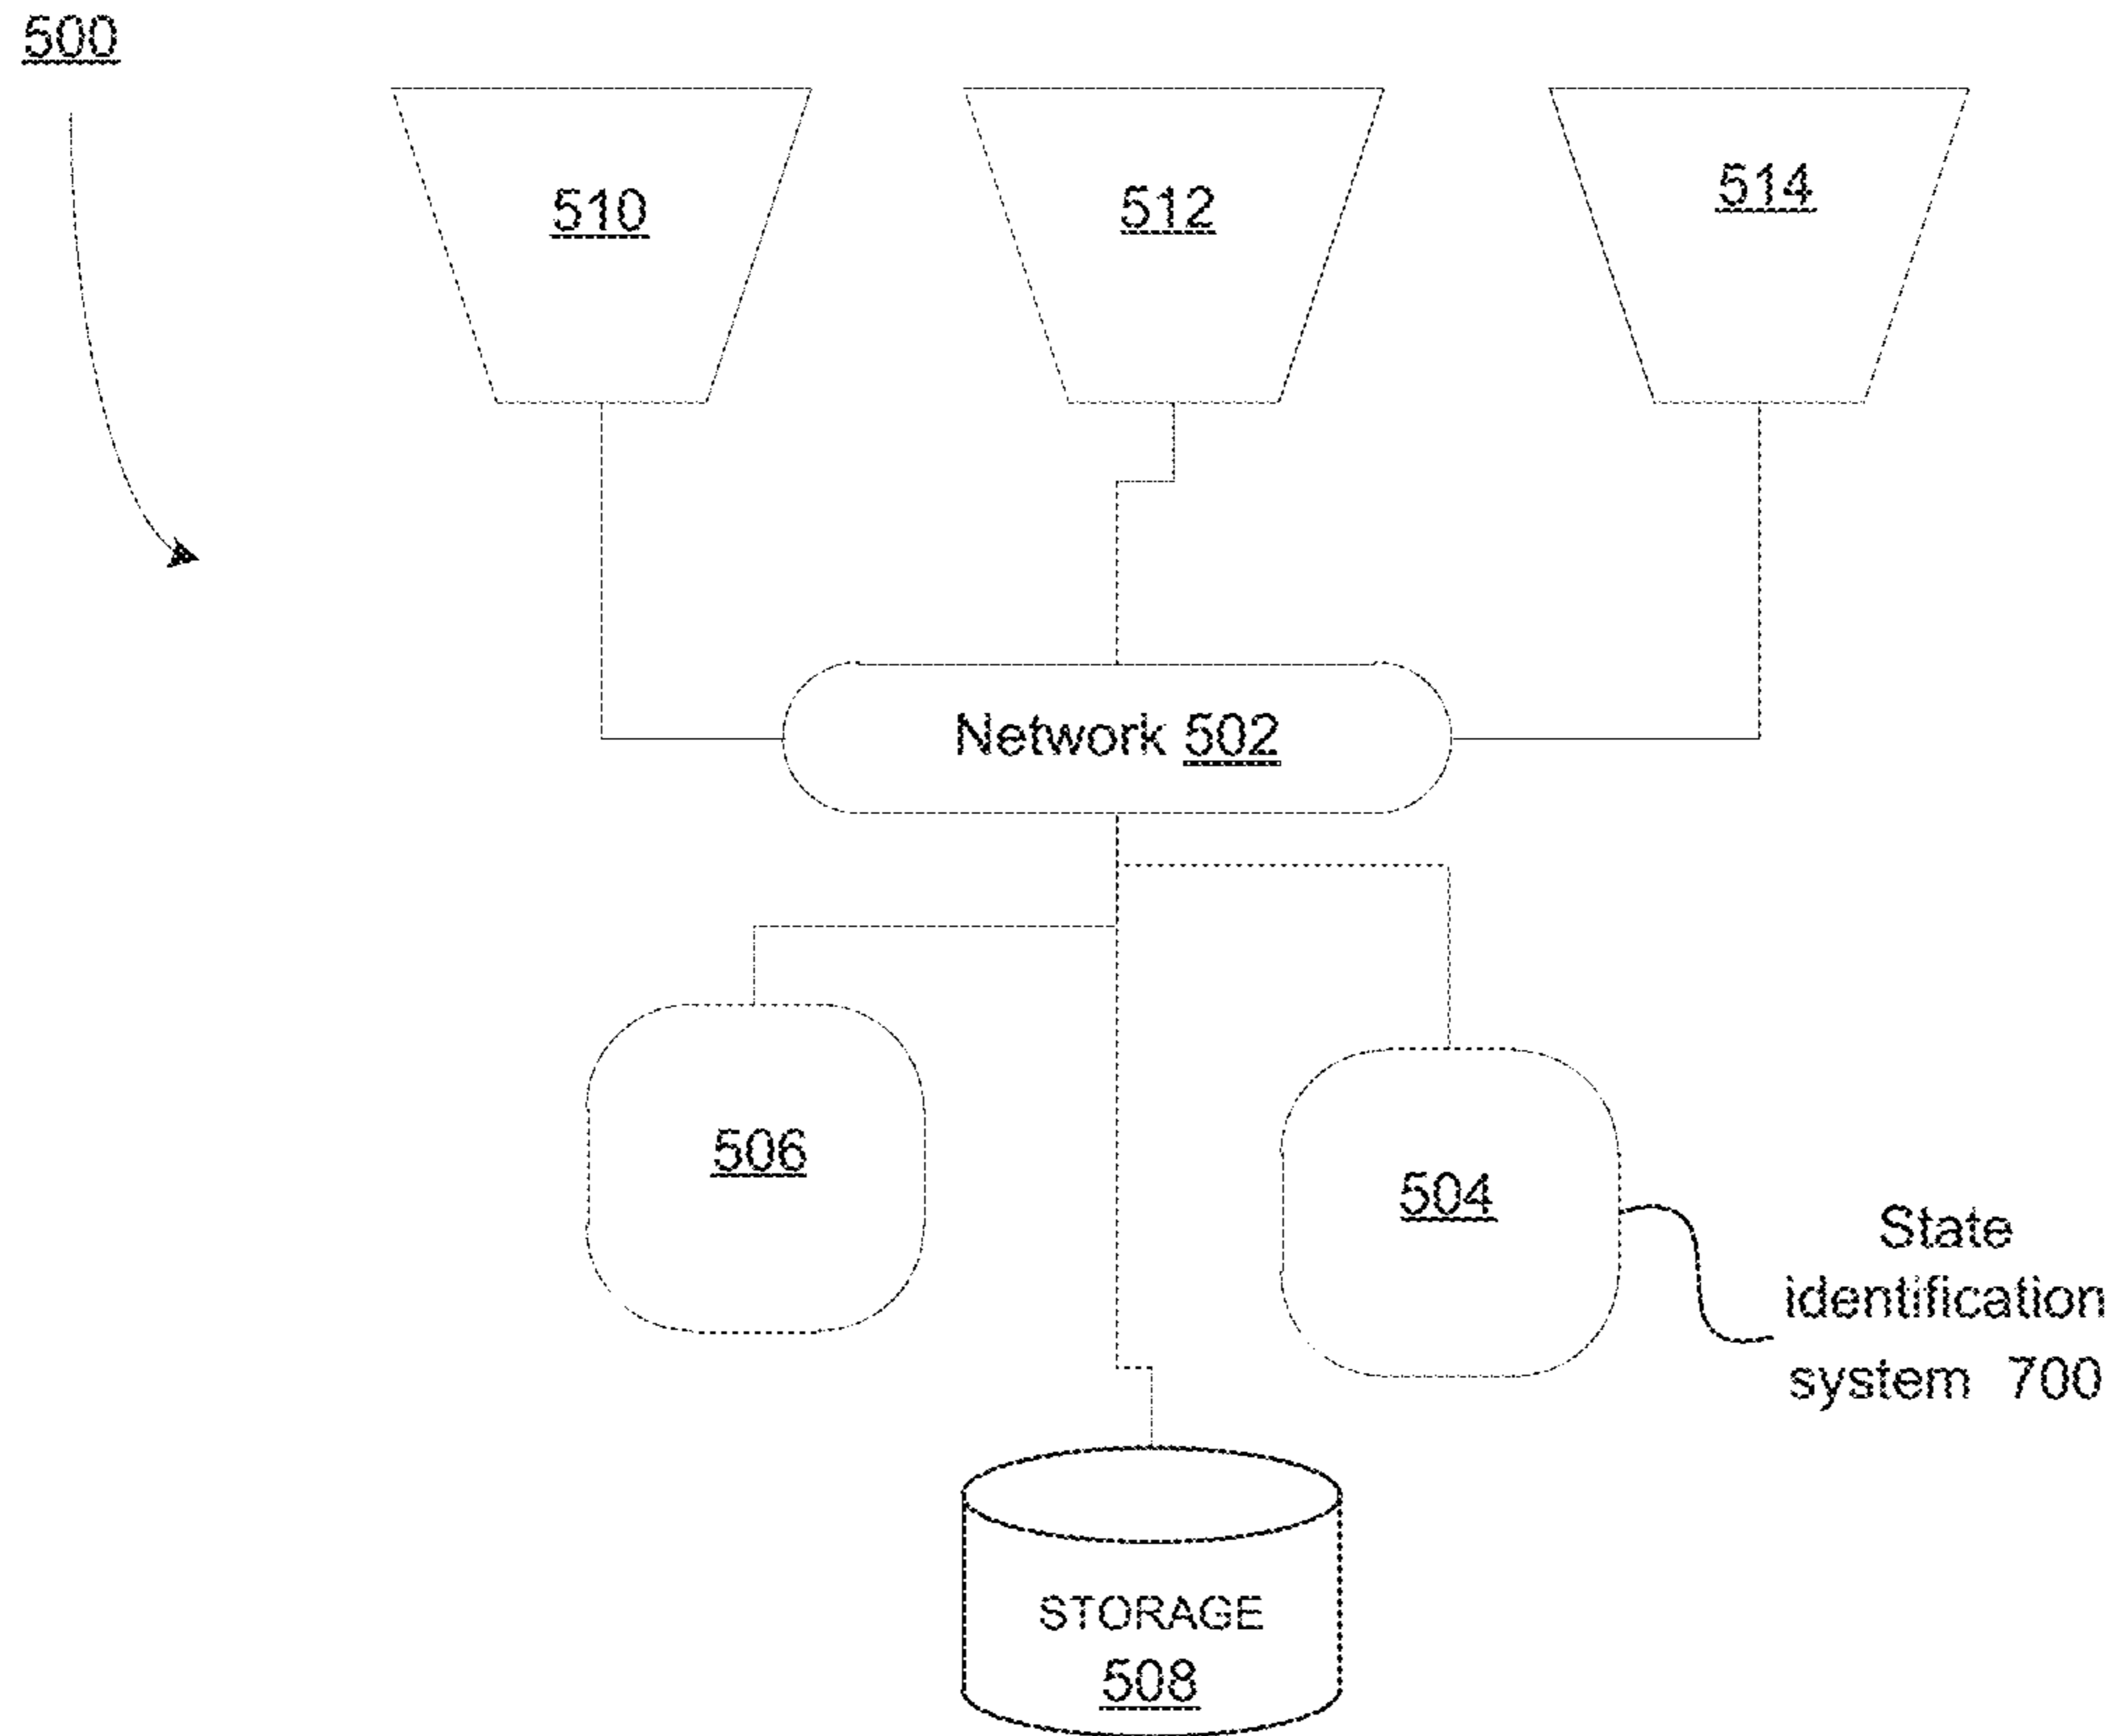 500
510
512
514
Network 502
506
504
State
identification
system 700
STORAGE
508